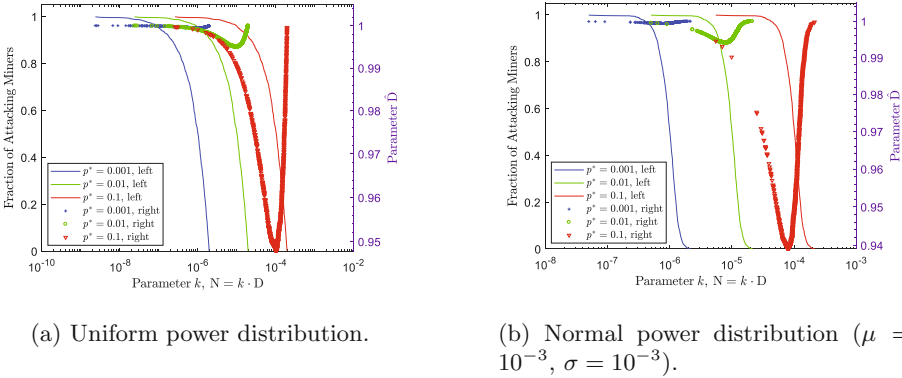 Fraction of Attacking Miners
1
0.8
0.6
0.4
0.2
0
p* = 0.001, left
p* = 0.01, left
p* = 0.1, left
p* = 0.001, right
p* = 0.01, right
p* = 0.1, right
10^-10
10^-8
10^-6
10^-4
10^-2
Parameter k, N = k · D
1
0.99
0.98
0.97
0.96
0.95
Parameter D̂
(a) Uniform power distribution.
Fraction of Attacking Miners
1
0.8
0.6
0.4
0.2
0
p* = 0.001, left
p* = 0.01, left
p* = 0.1, left
p* = 0.001, right
p* = 0.01, right
p* = 0.1, right
10^-8
10^-7
10^-6
10^-5
10^-4
10^-3
Parameter k, N = k · D
1
0.99
0.98
0.97
0.96
0.95
0.94
Parameter D̂
(b) Normal power distribution (μ =
10^-3, σ = 10^-3).